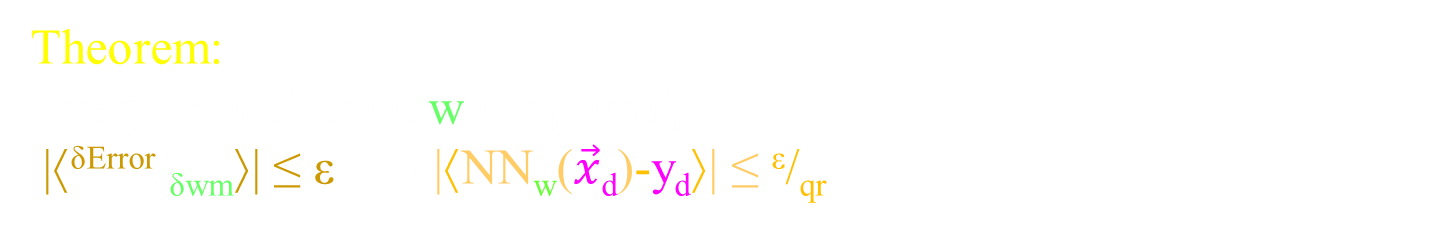 Theorem:
w
|⟨δError δwm⟩| ≤ ε |⟨NNw(x⃗d)-yd⟩| ≤ ε/qr